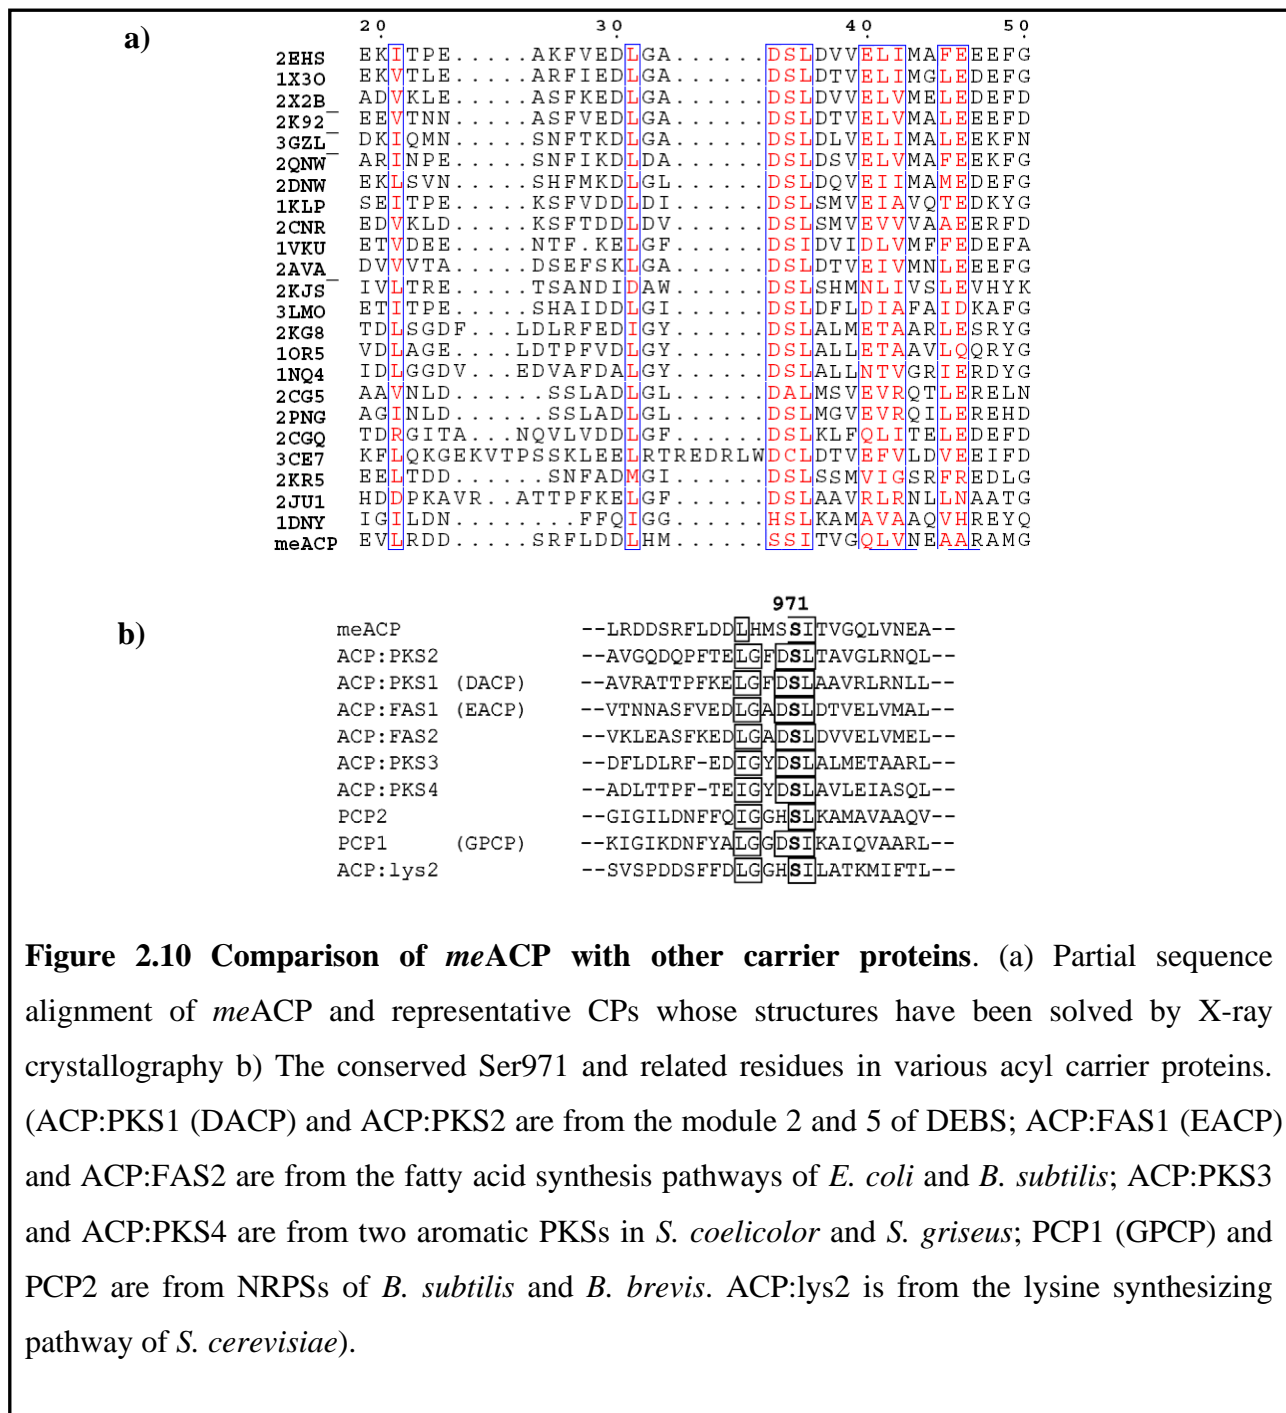 a)
20 30 40 50
2EHS EKITPE.....AKFVEDLGA......DSLDVVELIMAFEEEFG
1X3O EKVTLE.....ARFIEDLGA......DSLDTVELIMGLEDEFG
2X2B ADVKLE.....ASFKEDLGA......DSLDVVELVMELEDEFD
2K92_ EEVTNN.....ASFVEDLGA......DSLDTVELVMALEEEFD
3GZL_ DKIQMN.....SNFTKDLGA......DSLDLVELIMALEEKFN
2QNW_ ARINPE.....SNFIKDLDA......DSLDSVELVMAFEEKFG
2DNW EKLSVN.....SHFMKDLGL......DSLDQVEIIMAMEDEFG
1KLP SEITPE.....KSFVDDLDI......DSLSMVEIAVQTEDKYG
2CNR EDVKLD.....KSFTDDLDV......DSLSMVEVVVAAEERFD
1VKU ETVDEE.....NTF.KELGF......DSIDVIDLVMFFEDEFA
2AVA DVVVTA.....DSEFSKLGA......DSLDTVEIVMNLEEEFG
2KJS_ IVLTRE.....TSANDIDAW......DSLSHMNLIVSLEVHYK
3LMO ETITPE.....SHAIDDLGI......DSLDFLDIAFAIDKAFG
2KG8 TDLSGDF...LDLRFEDIGY......DSLALMETAARLESRYG
1OR5 VDLAGE....LDTPFVDLGY......DSLALLETAAVLQQRYG
1NQ4 IDLGGDV...EDVAFDALGY......DSLALLNTVGRIERDYG
2CG5 AAVNLD......SSLADLGL......DALMSVEVRQTLERELN
2PNG AGINLD......SSLADLGL......DSLMGVEVRQILEREHD
2CGQ TDRGITA...NQVLVDDLGF......DSLKLFQLITELEDEFD
3CE7 KFLQKGEKVTPSSKLEELRTREDRLWDCLDTVEFVLDVEEIFD
2KR5 EELTDD......SNFADMGI......DSLSSMVIGSRFREDLG
2JU1 HDDPKAVR..ATTPFKELGF......DSLAAVRLRNLLNAATG
1DNY IGILDN........FFQIGG......HSLKAMAVAAQVHREYQ
meACP EVLRDD.....SRFLDDLHM......SSITVGQLVNEAARAMG
971
b)
meACP --LRDDSRFLDDLHMSSITVGQLVNEA--
ACP:PKS2 --AVGQDQPFTELGFDSLTAVGLRNQL--
ACP:PKS1 (DACP) --AVRATTPFKELGFDSLAAVRLRNLL--
ACP:FAS1 (EACP) --VTNNASFVEDLGADSLDTVELVMAL--
ACP:FAS2 --VKLEASFKEDLGADSLDVVELVMEL--
ACP:PKS3 --DFLDLRF-EDIGYDSLALMETAARL--
ACP:PKS4 --ADLTTPF-TEIGYDSLAVLEIASQL--
PCP2 --GIGILDNFFQIGGHSLKAMAVAAQV--
PCP1 (GPCP) --KIGIKDNFYALGGDSIKAIQVAARL--
ACP:lys2 --SVSPDDSFFDLGGHSILATKMIFTL--
Figure 2.10 Comparison of meACP with other carrier proteins. (a) Partial sequence
alignment of meACP and representative CPs whose structures have been solved by X-ray
crystallography b) The conserved Ser971 and related residues in various acyl carrier proteins.
(ACP:PKS1 (DACP) and ACP:PKS2 are from the module 2 and 5 of DEBS; ACP:FAS1 (EACP)
and ACP:FAS2 are from the fatty acid synthesis pathways of E. coli and B. subtilis; ACP:PKS3
and ACP:PKS4 are from two aromatic PKSs in S. coelicolor and S. griseus; PCP1 (GPCP) and
PCP2 are from NRPSs of B. subtilis and B. brevis. ACP:lys2 is from the lysine synthesizing
pathway of S. cerevisiae).